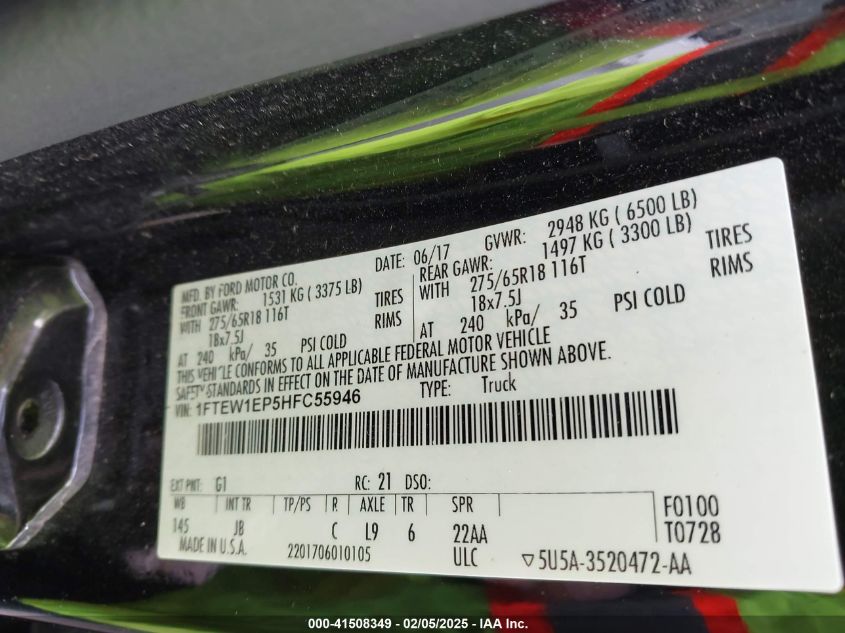 MFD. BY FORD MOTOR CO.
DATE: 06/17 GVWR: 2948 KG ( 6500 LB)
FRONT GAWR: 1531 KG ( 3375 LB)
REAR GAWR: 1497 KG ( 3300 LB)
WITH 275/65R18 116T TIRES
WITH 275/65R18 116T TIRES
18x7.5J RIMS
18x7.5J RIMS
AT 240 kPa/ 35 PSI COLD
AT 240 kPa/ 35 PSI COLD
THIS VEHICLE CONFORMS TO ALL APPLICABLE FEDERAL MOTOR VEHICLE
SAFETY STANDARDS IN EFFECT ON THE DATE OF MANUFACTURE SHOWN ABOVE.
VIN: 1FTEW1EP5HFC55946 TYPE: Truck
EXT PNT: G1 RC: 21 DSO:
WB INT TR TP/PS R AXLE TR SPR
145 JB C L9 6 22AA
F0100
T0728
MADE IN U.S.A. 2201706010105 ULC ▽5U5A-3520472-AA
000-41508349 - 02/05/2025 - IAA Inc.